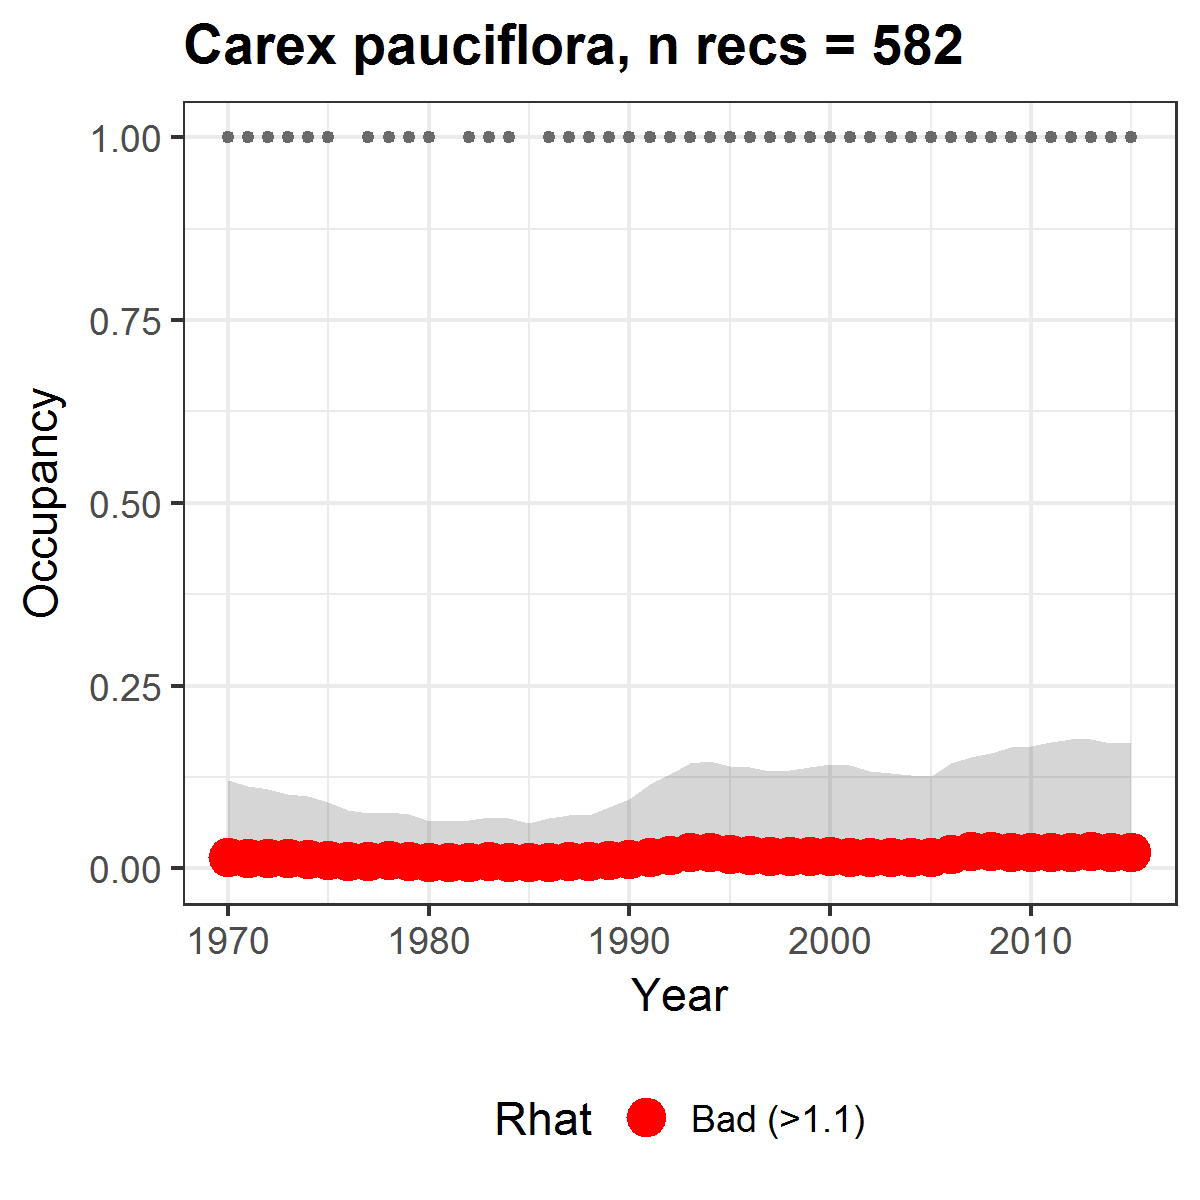 Carex pauciflora, n recs = 582
1.00
0.75
0.50
0.25
0.00
Occupancy
1970 1980 1990 2000 2010
Year
Rhat Bad (>1.1)